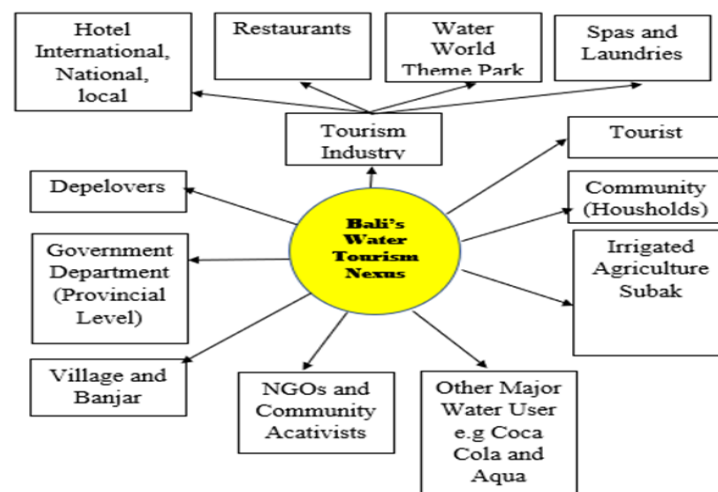 Hotel
International,
National,
local
Restaurants
Water
World
Theme Park
Spas and
Laundries
Tourism
Industry
Tourist
Depelovers
Community
(Housholds)
Bali's
Water
Tourism
Nexus
Government
Department
(Provincial
Level)
Irrigated
Agriculture
Subak
Village and
Banjar
NGOs and
Community
Acativists
Other Major
Water User
e.g Coca
Cola and
Aqua